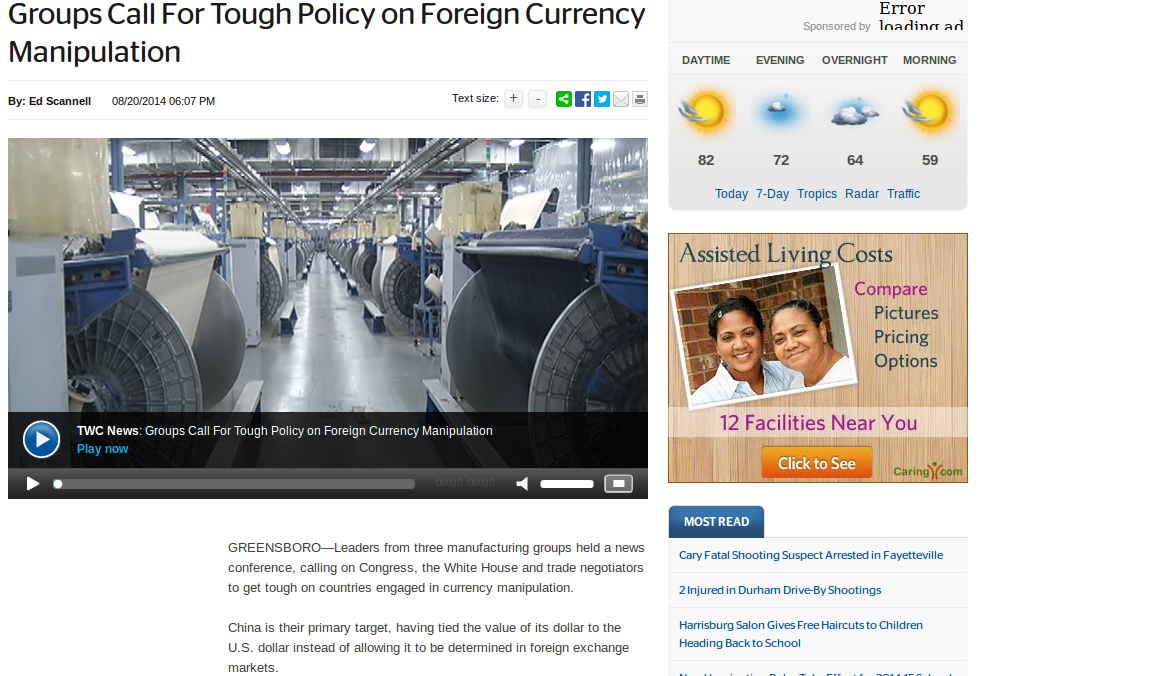 Groups Call For Tough Policy on Foreign Currency
Manipulation
By: Ed Scannell 08/20/2014 06:07 PM
Text size: + -
TWC News: Groups Call For Tough Policy on Foreign Currency Manipulation
Play now
00:00 00:00
GREENSBORO—Leaders from three manufacturing groups held a news
conference, calling on Congress, the White House and trade negotiators
to get tough on countries engaged in currency manipulation.
China is their primary target, having tied the value of its dollar to the
U.S. dollar instead of allowing it to be determined in foreign exchange
markets.
Sponsored by
Error
loading ad
DAYTIME EVENING OVERNIGHT MORNING
82 72 64 59
Today 7-Day Tropics Radar Traffic
Assisted Living Costs
Compare
Pictures
Pricing
Options
12 Facilities Near You
Click to See
Caring.com
MOST READ
Cary Fatal Shooting Suspect Arrested in Fayetteville
2 Injured in Durham Drive-By Shootings
Harrisburg Salon Gives Free Haircuts to Children
Heading Back to School